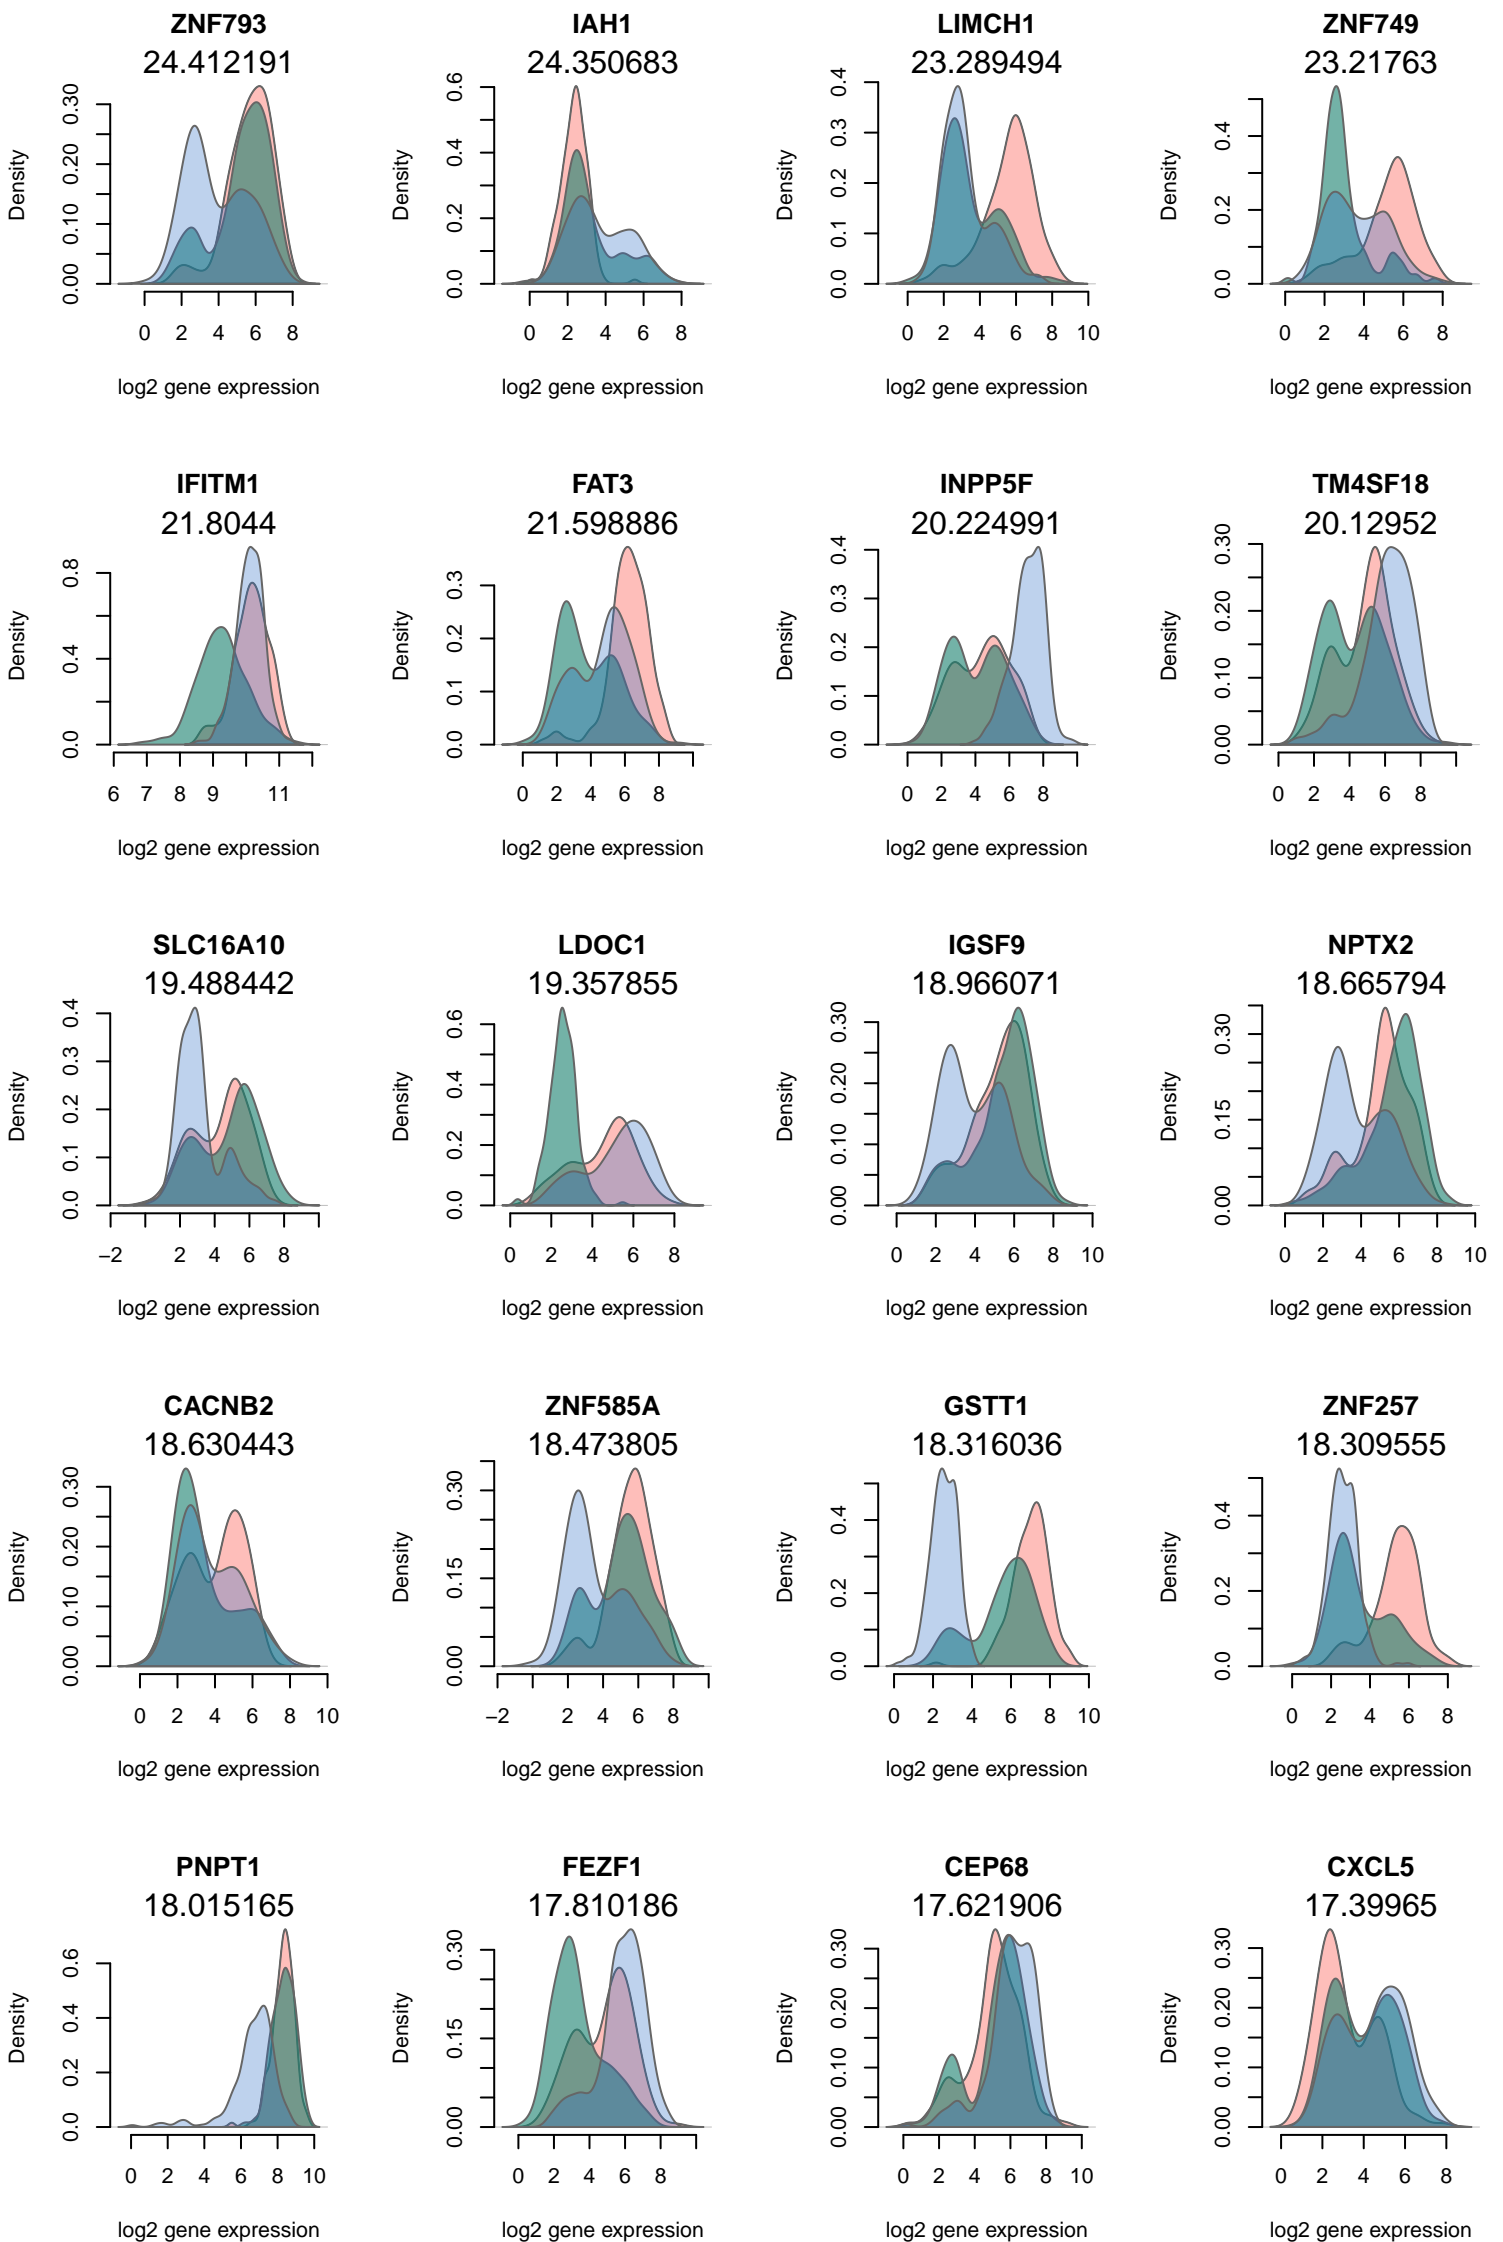 ZNF793 IAH1 LIMCH1 ZNF749
24.412191 24.350683 23.289494 23.21763
Density Density Density Density
0.00 0.10 0.20 0.30
0.0 0.2 0.4 0.6
0.0 0.1 0.2 0.3 0.4
0.0 0.2 0.4
0 2 4 6 8 0 2 4 6 8 0 2 4 6 8 10 0 2 4 6 8
log2 gene expression log2 gene expression log2 gene expression log2 gene expression
IFITM1 FAT3 INPP5F TM4SF18
21.8044 21.598886 20.224991 20.12952
Density Density Density Density
0.0 0.4 0.8
0.0 0.1 0.2 0.3
0.0 0.1 0.2 0.3 0.4
0.00 0.10 0.20 0.30
6 7 8 9 11 0 2 4 6 8 0 2 4 6 8 0 2 4 6 8
log2 gene expression log2 gene expression log2 gene expression log2 gene expression
SLC16A10 LDOC1 IGSF9 NPTX2
19.488442 19.357855 18.966071 18.665794
Density Density Density Density
0.0 0.1 0.2 0.3 0.4
0.0 0.2 0.4 0.6
0.00 0.10 0.20 0.30
0.00 0.15 0.30
−2 2 4 6 8 0 2 4 6 8 0 2 4 6 8 10 0 2 4 6 8 10
log2 gene expression log2 gene expression log2 gene expression log2 gene expression
CACNB2 ZNF585A GSTT1 ZNF257
18.630443 18.473805 18.316036 18.309555
Density Density Density Density
0.00 0.10 0.20 0.30
0.00 0.15 0.30
0.0 0.2 0.4
0.0 0.2 0.4
0 2 4 6 8 10 −2 2 4 6 8 0 2 4 6 8 10 0 2 4 6 8
log2 gene expression log2 gene expression log2 gene expression log2 gene expression
PNPT1 FEZF1 CEP68 CXCL5
18.015165 17.810186 17.621906 17.39965
Density Density Density Density
0.0 0.2 0.4 0.6
0.00 0.15 0.30
0.00 0.10 0.20 0.30
0.00 0.10 0.20 0.30
0 2 4 6 8 10 0 2 4 6 8 0 2 4 6 8 10 0 2 4 6 8
log2 gene expression log2 gene expression log2 gene expression log2 gene expression